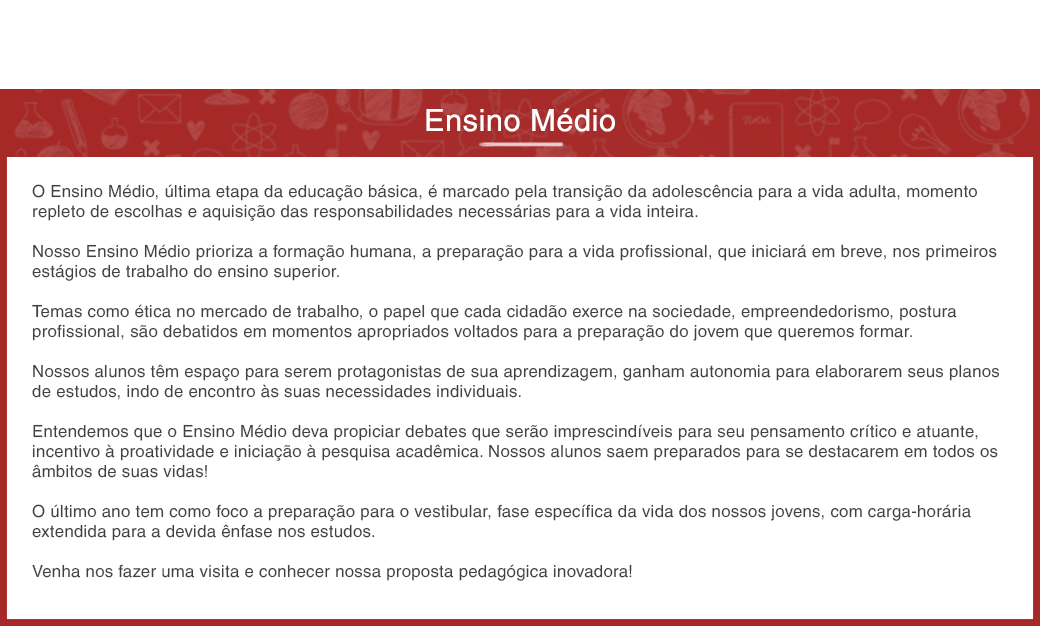 Ensino Médio
O Ensino Médio, última etapa da educação básica, é marcado pela transição da adolescência para a vida adulta, momento
repleto de escolhas e aquisição das responsabilidades necessárias para a vida inteira.
Nosso Ensino Médio prioriza a formação humana, a preparação para a vida profissional, que iniciará em breve, nos primeiros
estágios de trabalho do ensino superior.
Temas como ética no mercado de trabalho, o papel que cada cidadão exerce na sociedade, empreendedorismo, postura
profissional, são debatidos em momentos apropriados voltados para a preparação do jovem que queremos formar.
Nossos alunos têm espaço para serem protagonistas de sua aprendizagem, ganham autonomia para elaborarem seus planos
de estudos, indo de encontro às suas necessidades individuais.
Entendemos que o Ensino Médio deva propiciar debates que serão imprescindíveis para seu pensamento crítico e atuante,
incentivo à proatividade e iniciação à pesquisa acadêmica. Nossos alunos saem preparados para se destacarem em todos os
âmbitos de suas vidas!
O último ano tem como foco a preparação para o vestibular, fase específica da vida dos nossos jovens, com carga-horária
extendida para a devida ênfase nos estudos.
Venha nos fazer uma visita e conhecer nossa proposta pedagógica inovadora!